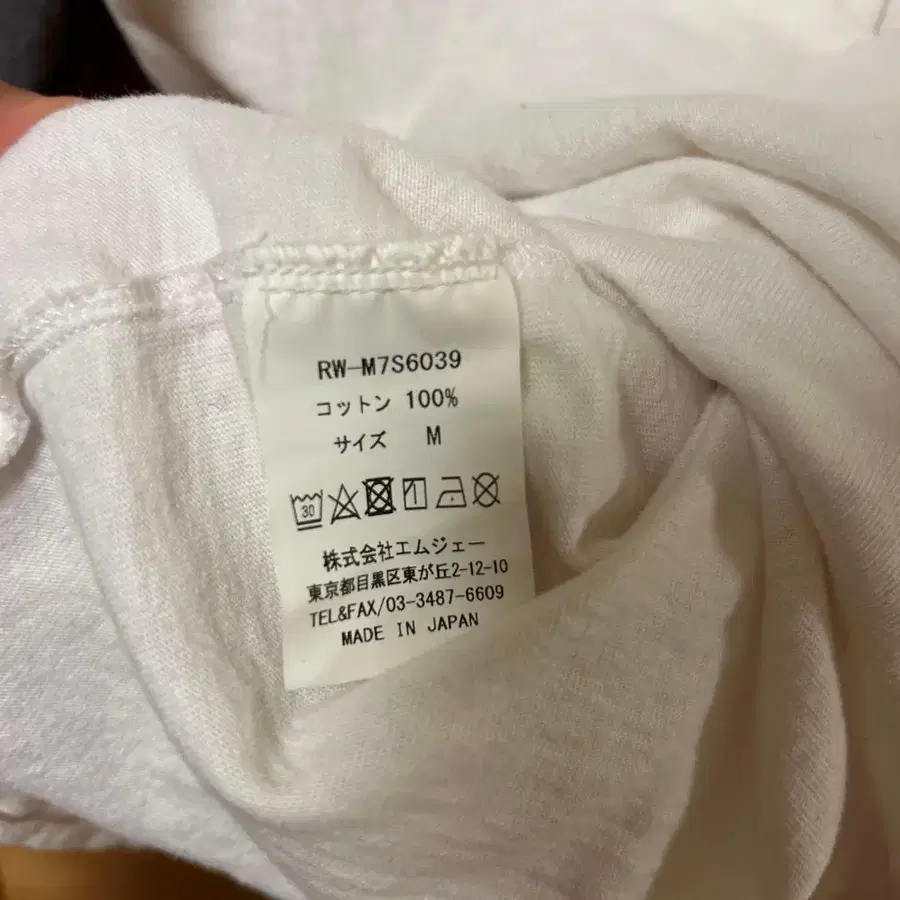 RW-M7S6039
コットン 100%
サイズ M
30
株式会社エムジェー
東京都目黒区東が丘2-12-10
TEL&FAX/03-3487-6609
MADE IN JAPAN